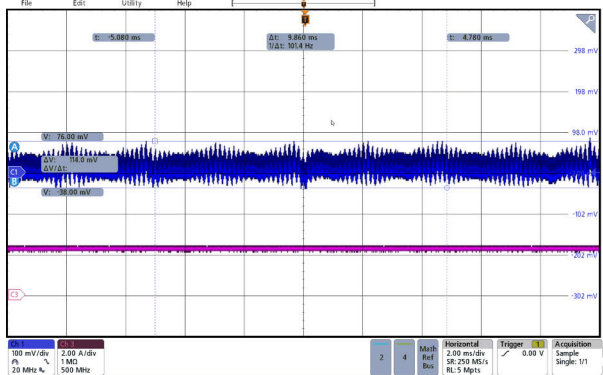 File Edit Utility Help
T
t: -5.080 ms
Δt: 9.860 ms
1/Δt: 101.4 Hz
t: 4.780 ms
298 mV
198 mV
V: 76.00 mV
98.0 mV
A
ΔV: 114.0 mV
ΔV/Δt:
C1
B
V: -38.00 mV
-102 mV
-202 mV
C3
-302 mV
Ch 1
100 mV/div
20 MHz
Ch 3
2.00 A/div
1 MΩ
500 MHz
2
4
Math
Ref
Bus
Horizontal
2.00 ms/div
SR: 250 MS/s
RL: 5 Mpts
Trigger 1
0.00 V
Acquisition
Sample
Single: 1/1